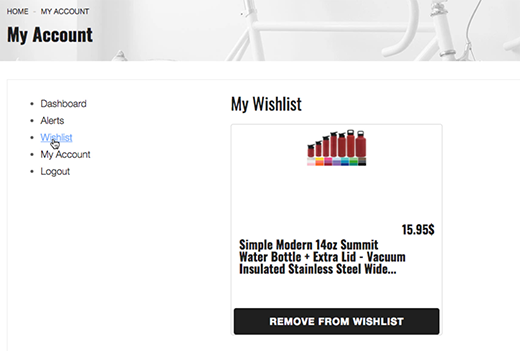 HOME - MY ACCOUNT
My Account
Dashboard
Alerts
Wishlist
My Account
Logout
My Wishlist
15.95$
Simple Modern 14oz Summit
Water Bottle + Extra Lid - Vacuum
Insulated Stainless Steel Wide...
REMOVE FROM WISHLIST